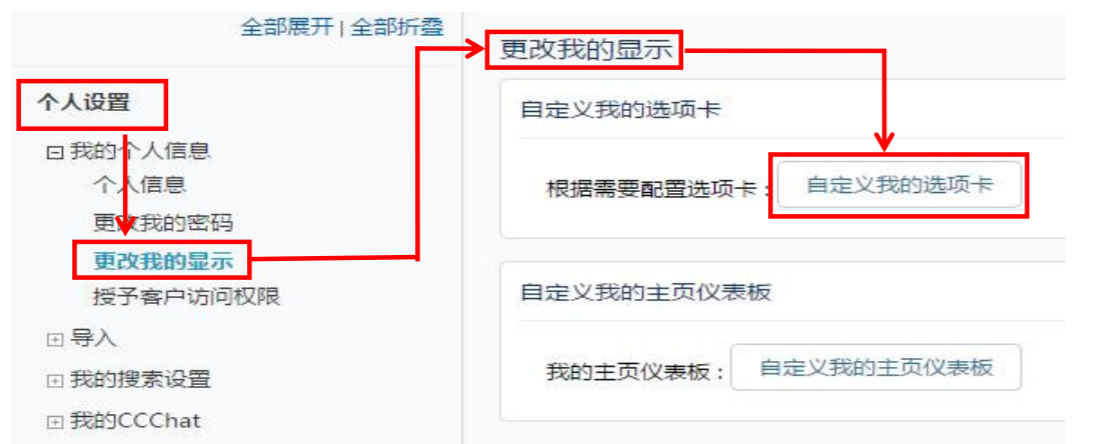 全部展开 | 全部折叠
个人设置
我的个人信息
个人信息
更改我的密码
更改我的显示
授予客户访问权限
导入
我的搜索设置
我的CCChat
更改我的显示
自定义我的选项卡
根据需要配置选项卡： 自定义我的选项卡
自定义我的主页仪表板
我的主页仪表板： 自定义我的主页仪表板